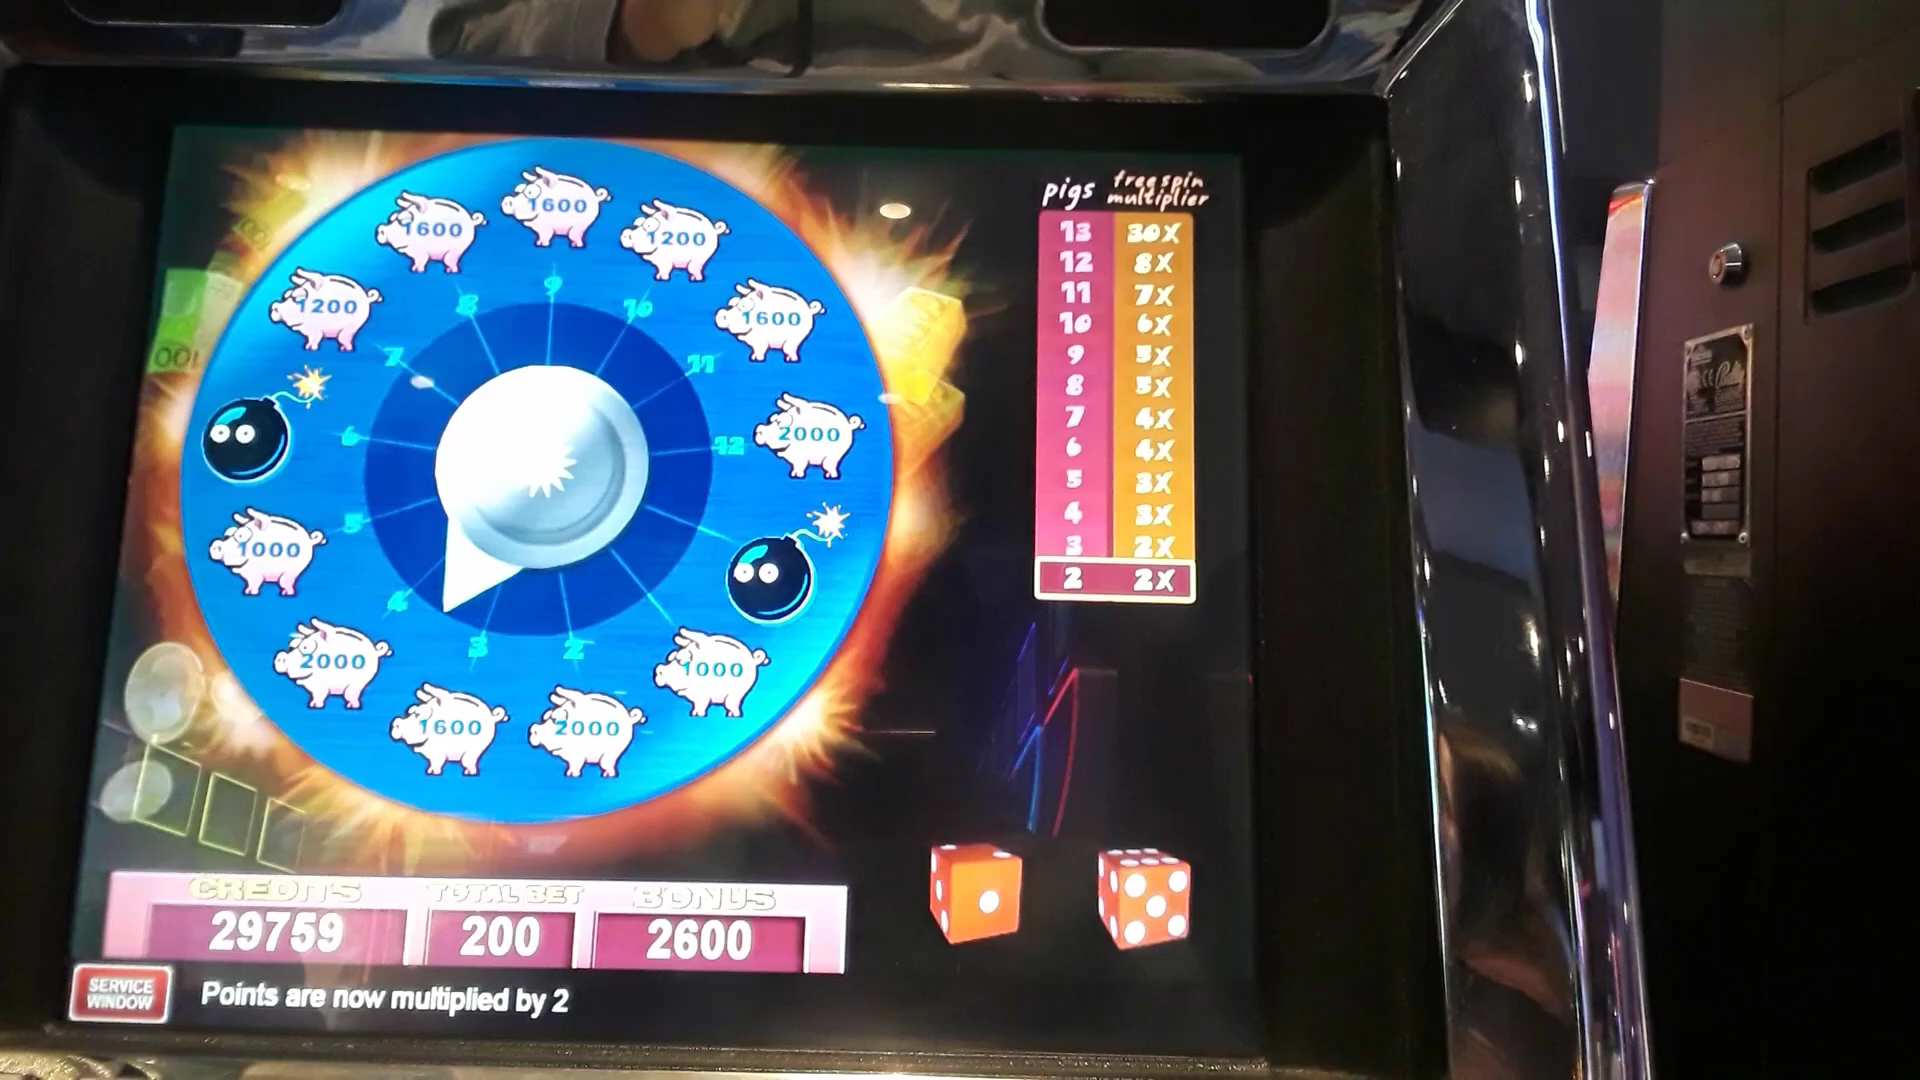 pigs freespin multiplier
13 30X
12 8X
11 7X
10 6X
9 5X
8 5X
7 4X
6 4X
5 3X
4 3X
3 2X
2 2X
1600
1600
1200
1200
1600
2000
1000
1000
2000
1600
2000
9
8
10
7
11
6
12
5
4
3
2
CREDITS TOTAL BET BONUS
29759 200 2600
SERVICE WINDOW
Points are now multiplied by 2
Bally